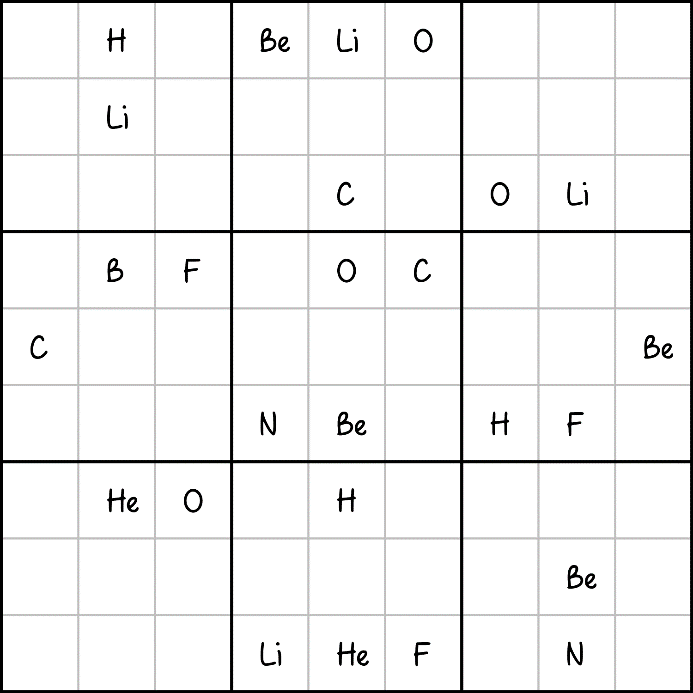 H Be Li O
Li
C O Li
B F O C
C Be
N Be H F
He O H
Be
Li He F N